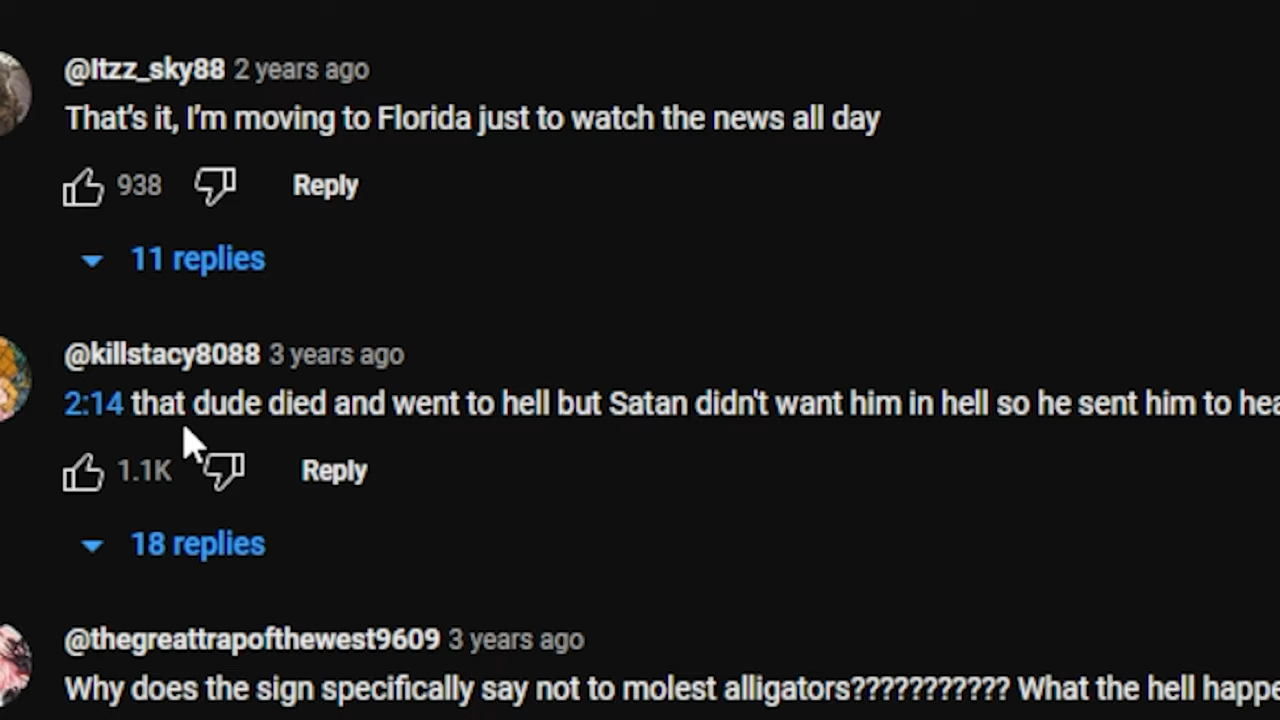 @Itzz_sky88 2 years ago
That's it, I'm moving to Florida just to watch the news all day
938 Reply
11 replies
@killstacy8088 3 years ago
2:14 that dude died and went to hell but Satan didn't want him in hell so he sent him to
1.1K Reply
18 replies
@thegreattrapofthewest9609 3 years ago
Why does the sign specifically say not to molest alligators??????????? What the hell